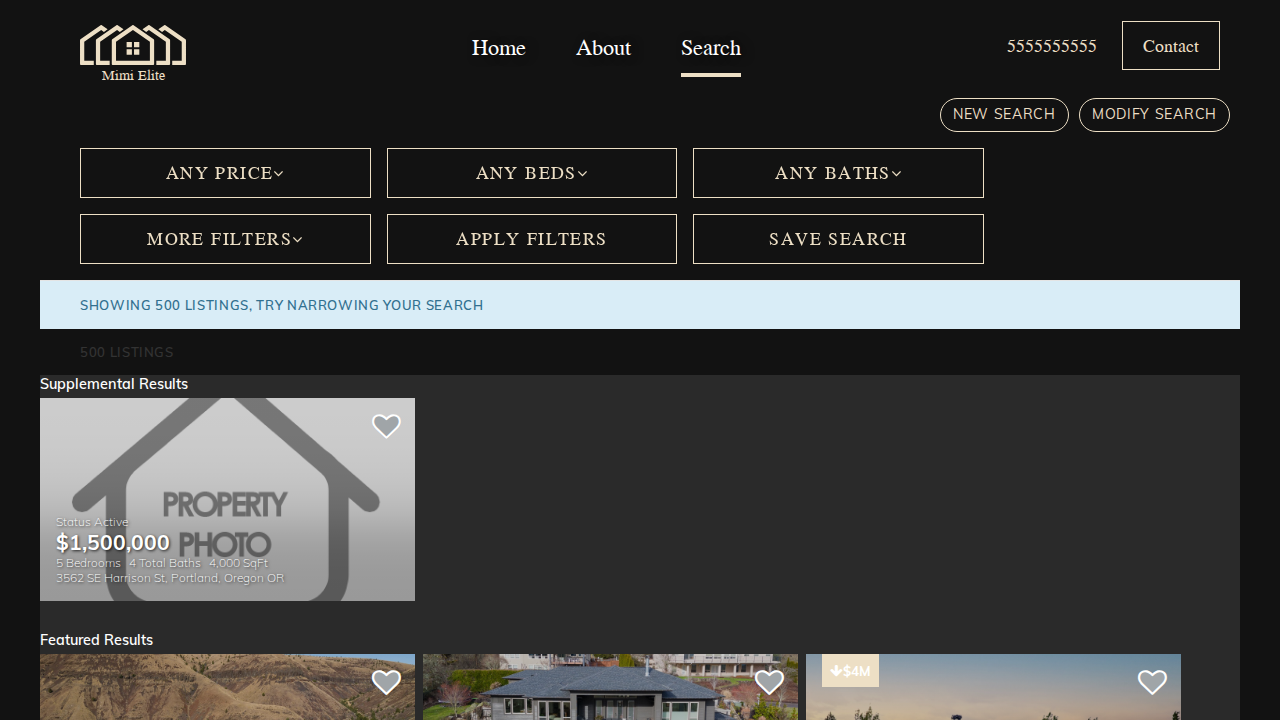 Mimi Elite
Home
About
Search
5555555555
Contact
NEW SEARCH
MODIFY SEARCH
ANY PRICE
ANY BEDS
ANY BATHS
MORE FILTERS
APPLY FILTERS
SAVE SEARCH
SHOWING 500 LISTINGS, TRY NARROWING YOUR SEARCH
500 LISTINGS
Supplemental Results
PROPERTY
PHOTO
Status Active
$1,500,000
5 Bedrooms 4 Total Baths 4,000 SqFt
3562 SE Harrison St, Portland, Oregon OR
Featured Results
$4M